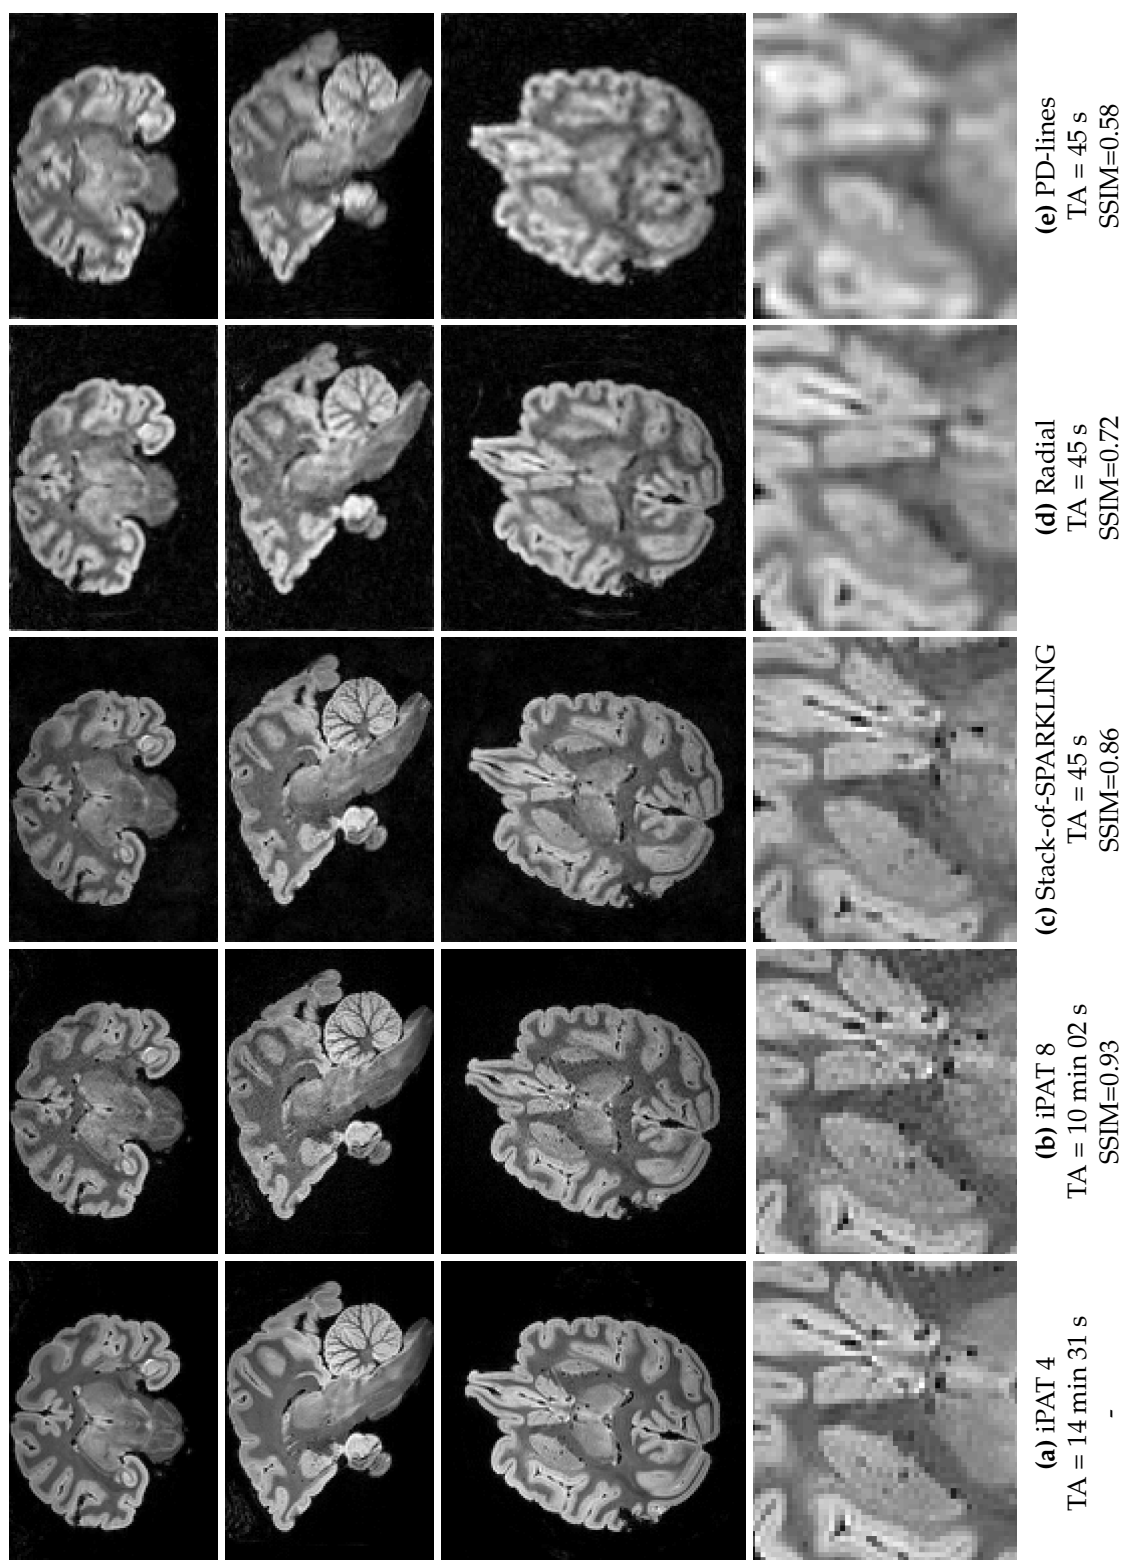 (a) iPAT 4
TA = 14 min 31 s
-
(b) iPAT 8
TA = 10 min 02 s
SSIM=0.93
(c) Stack-of-SPARKLING
TA = 45 s
SSIM=0.86
(d) Radial
TA = 45 s
SSIM=0.72
(e) PD-lines
TA = 45 s
SSIM=0.58